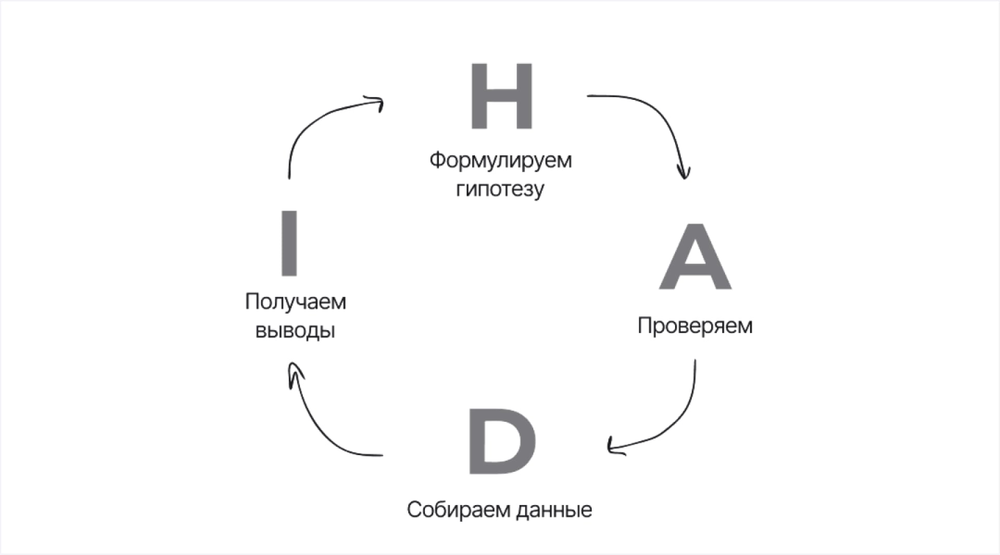 H
Формулируем
гипотезу
A
Проверяем
D
Собираем данные
I
Получаем
выводы